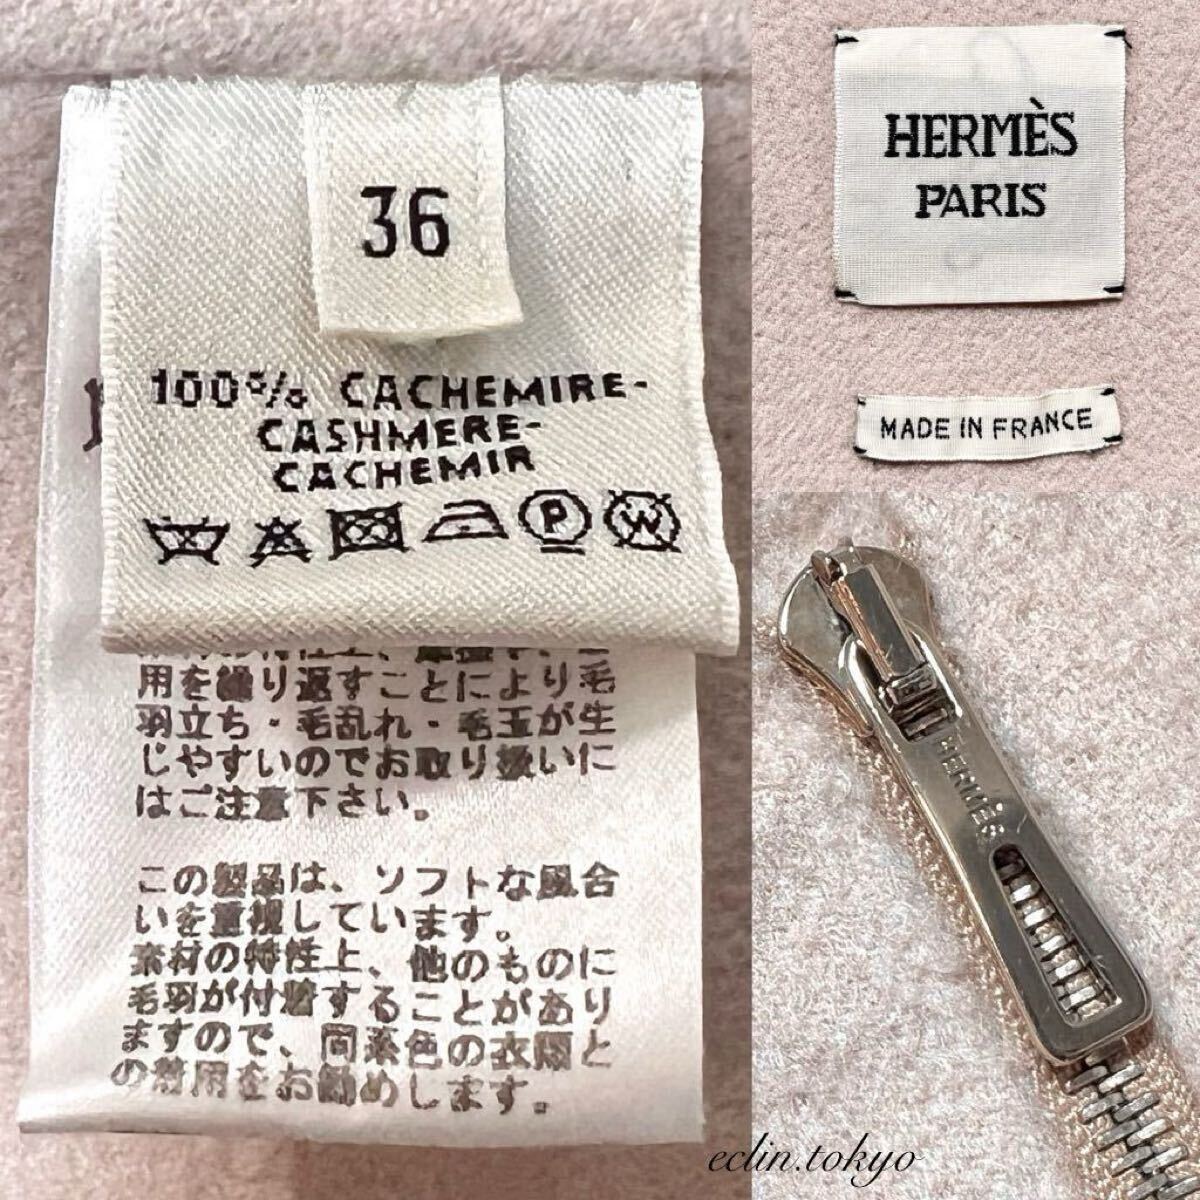 36
100% CACHEMIRE-
CASHMERE-
CACHEMIR
P
W
用を繰り返すことにより毛
羽立ち・毛乱れ・毛玉が生
じやすいのでお取り扱いに
はご注意下さい。
この製品は、ソフトな風合
いを重視しています。
素材の特性上、他のものに
毛羽が付着することがあり
ますので、同系色の衣類と
の着用をお勧めします。
HERMÈS
PARIS
MADE IN FRANCE
HERMÈS
eclin.tokyo